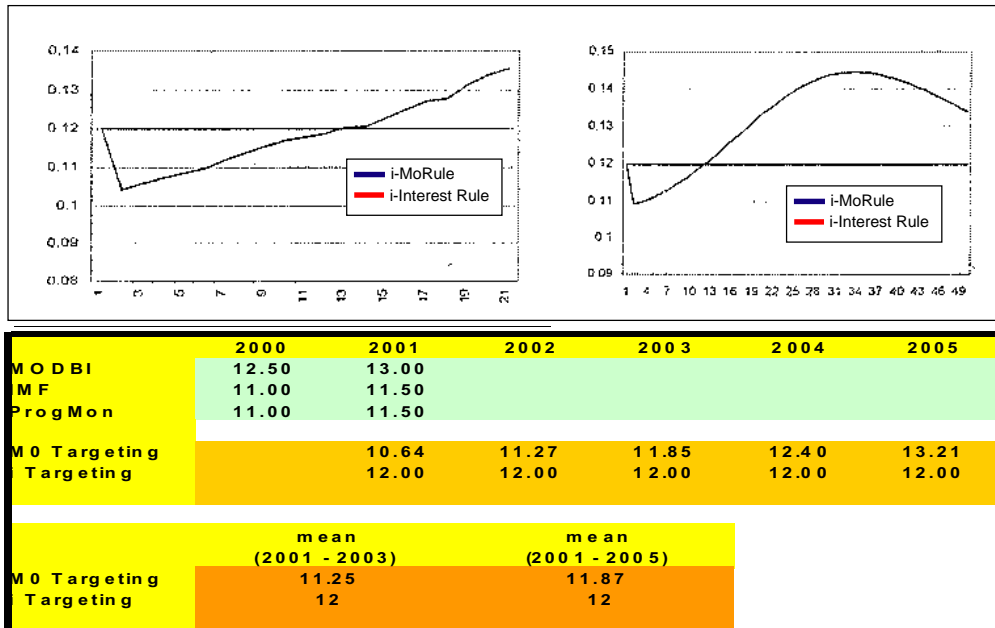 0.14
0.13
0.12
0.11
0.1
0.09
0.08
1 3 5 7 9 11 13 15 17 19 21
i-MoRule
i-Interest Rule
0.15
0.14
0.13
0.12
0.11
0.1
0.09
1 4 7 10 13 16 19 22 25 28 31 34 37 40 43 46 49
i-MoRule
i-Interest Rule
2000 2001 2002 2003 2004 2005
MODBI 12.50 13.00
IMF 11.00 11.50
ProgMon 11.00 11.50
M0 Targeting 10.64 11.27 11.85 12.40 13.21
i Targeting 12.00 12.00 12.00 12.00 12.00
mean mean
(2001 - 2003) (2001 - 2005)
M0 Targeting 11.25 11.87
i Targeting 12 12